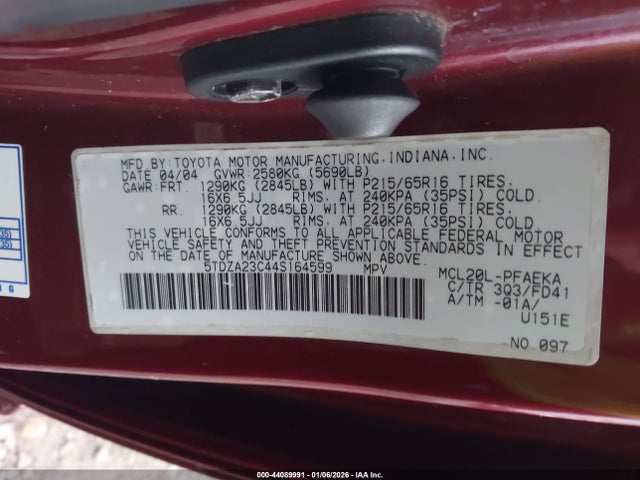 MFD BY:TOYOTA MOTOR MANUFACTURING.INDIANA.INC.
DATE 04/04 GVWR:2580KG (5690LB)
GAWR:FRT. 1290KG (2845LB) WITH P215/65R16 TIRES,
16X6.5JJ RIMS, AT 240KPA (35PSI) COLD.
RR. 1290KG (2845LB) WITH P215/65R16 TIRES,
16X6.5JJ RIMS, AT 240KPA (35PSI) COLD.
THIS VEHICLE CONFORMS TO ALL APPLICABLE FEDERAL MOTOR
VEHICLE SAFETY AND THEFT PREVENTION STANDARDS IN EFFECT
ON THE DATE OF MANUFACTURE SHOWN ABOVE.
5TDZA23C44S164599 MPV
MCL20L-PFAEKA
C/TR 3Q3/FD41
A/TM -01A/
U151E
NO.097
000-44089991 - 01/06/2026 - IAA Inc.